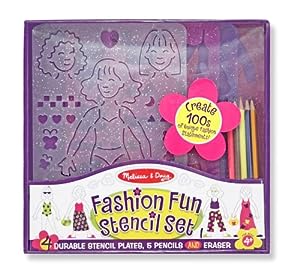 Create
100s
of unique fashion
statements!
Melissa & Doug
Fashion Fun
Stencil Set
4 DURABLE STENCIL PLATES, 5 PENCILS AND ERASER
4+